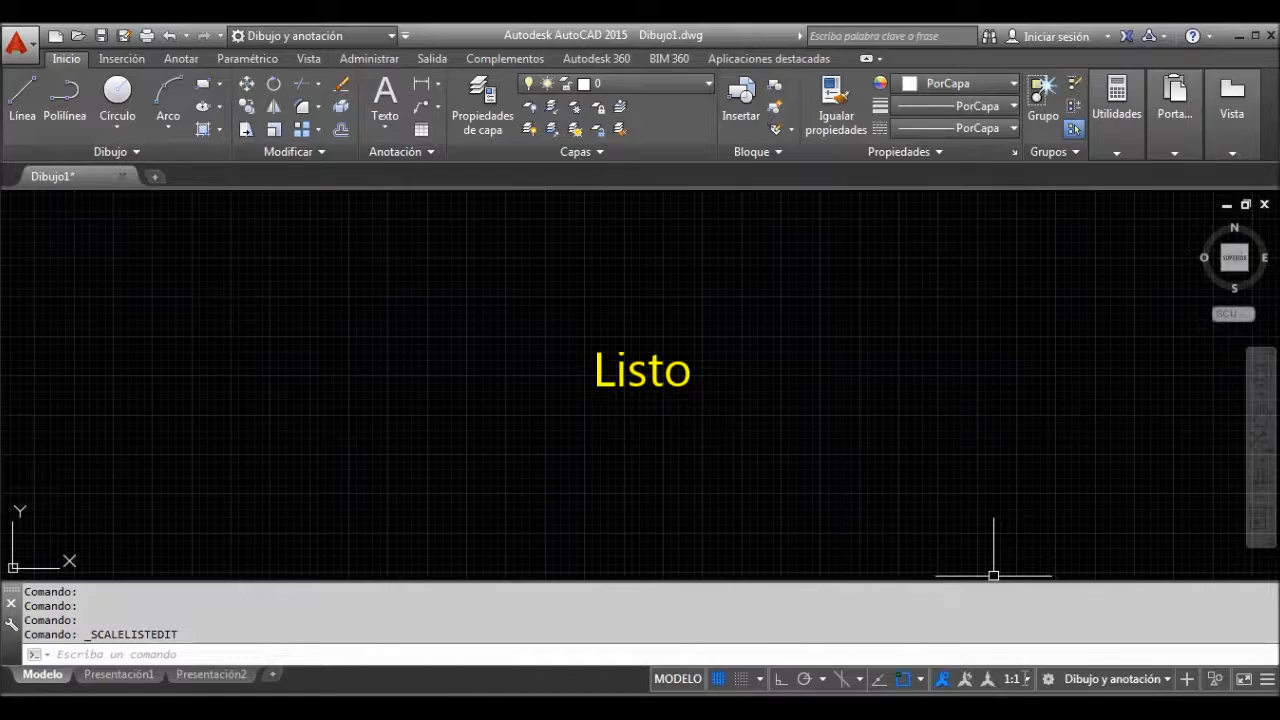 Dibujo y anotación
Autodesk AutoCAD 2015 Dibujo1.dwg
Escriba palabra clave o frase
Iniciar sesión
Inicio Inserción Anotar Paramétrico Vista Administrar Salida Complementos Autodesk 360 BIM 360 Aplicaciones destacadas
Línea Polilínea Círculo Arco
Texto
Propiedades de capa
0
Insertar
Igualar propiedades
PorCapa
PorCapa
PorCapa
Grupo
Utilidades
Porta...
Vista
Dibujo Modificar Anotación Capas Bloque Propiedades Grupos
Dibujo1*
N
O SUPERIOR E
S
SCU
Listo
Y
X
Comando:
Comando:
Comando:
Comando: _SCALELISTEDIT
Escriba un comando
Modelo Presentación1 Presentación2 +
MODELO 1:1 Dibujo y anotación